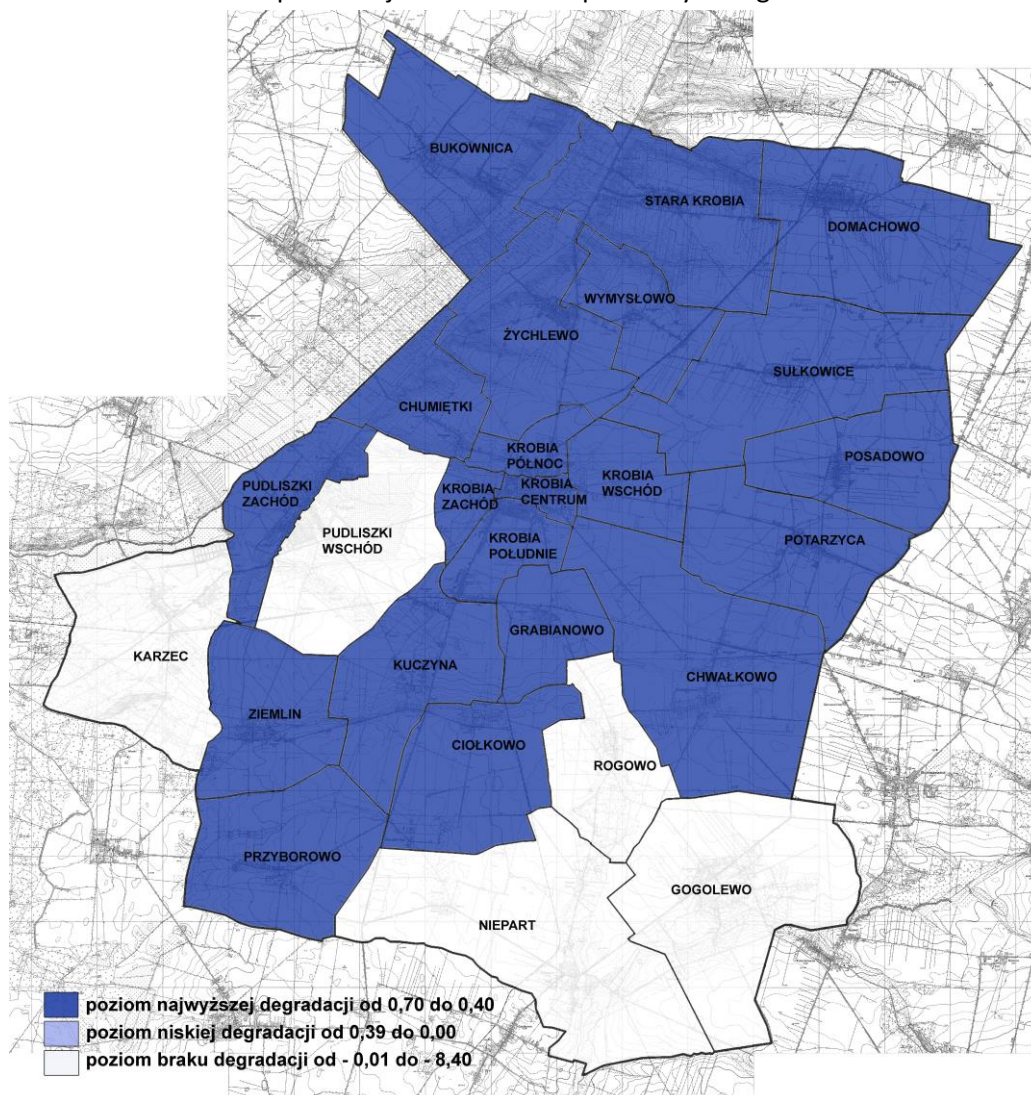 BUKOWNICA
STARA KROBIA
DOMACHOWO
WYMYSŁOWO
ŻYCHLEWO
SUŁKOWICE
CHUMIĘTKI
KROBIA
PÓŁNOC
POSADOWO
PUDLISZKI
ZACHÓD
KROBIA
ZACHÓD
KROBIA
CENTRUM
KROBIA
WSCHÓD
PUDLISZKI
WSCHÓD
KROBIA
POŁUDNIE
POTARZYCA
GRABIANOWO
KARZEC
KUCZYNA
CHWAŁKOWO
ZIEMLIN
CIOŁKOWO
ROGOWO
PRZYBOROWO
GOGOLEWO
NIEPART
poziom najwyższej degradacji od 0,70 do 0,40
poziom niskiej degradacji od 0,39 do 0,00
poziom braku degradacji od - 0,01 do - 8,40